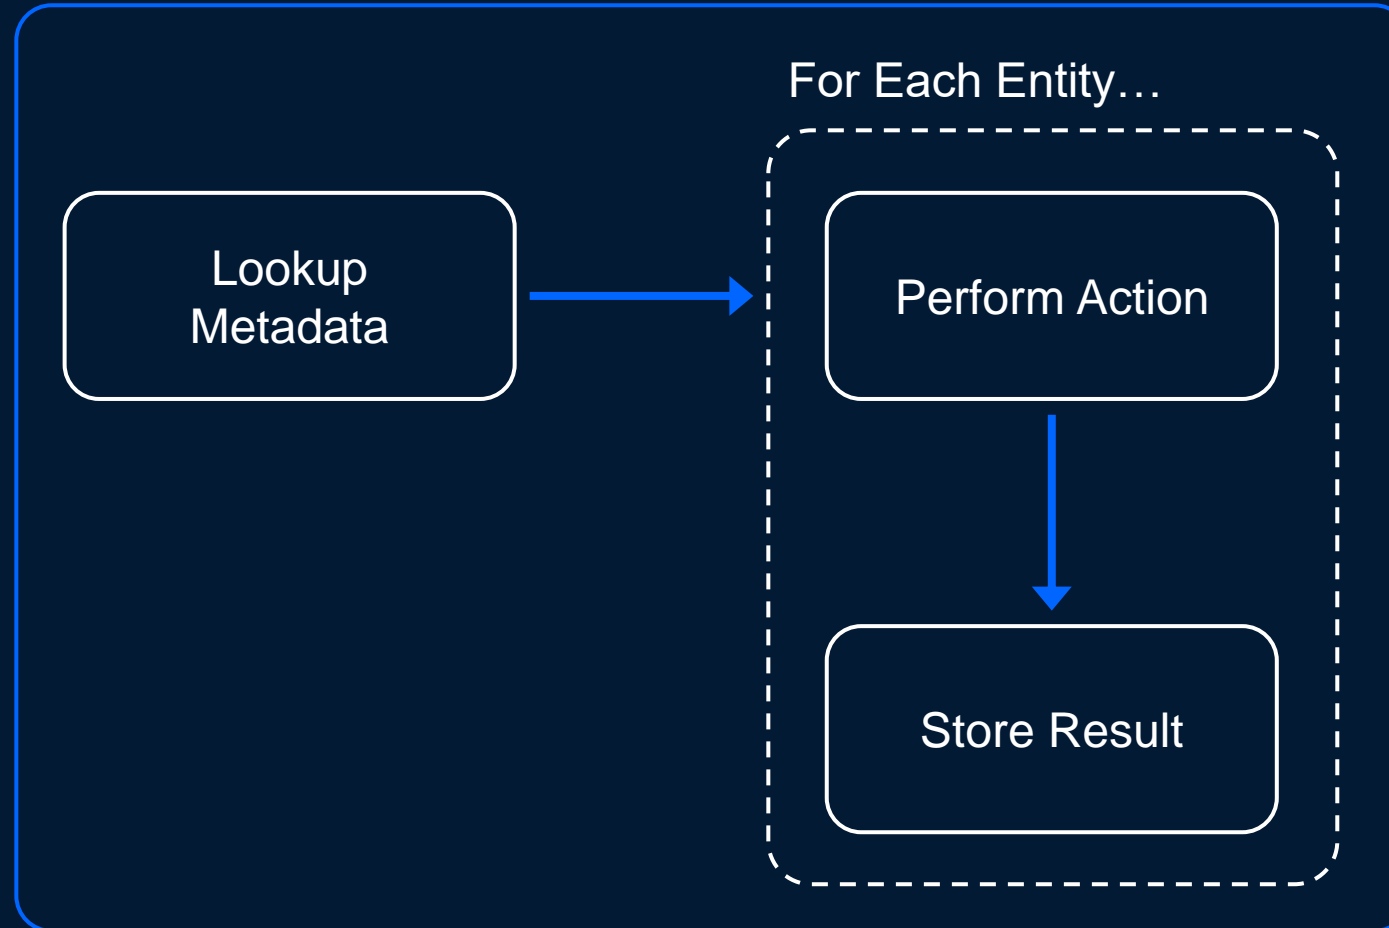 For Each Entity…
Lookup
Metadata
Perform Action
Store Result